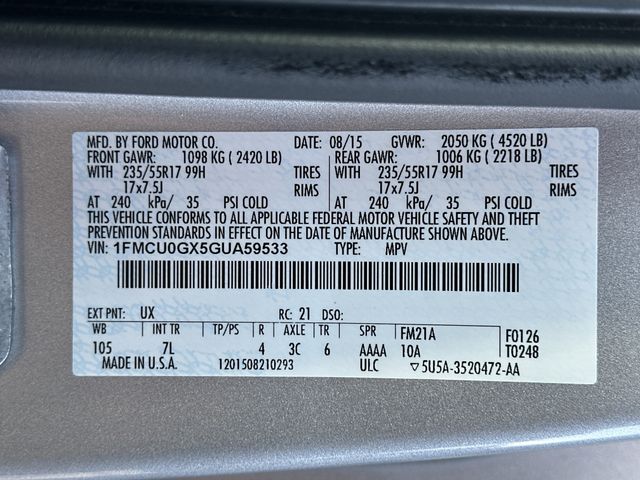 MFD. BY FORD MOTOR CO. DATE: 08/15 GVWR: 2050 KG ( 4520 LB)
FRONT GAWR: 1098 KG ( 2420 LB) REAR GAWR: 1006 KG ( 2218 LB)
WITH 235/55R17 99H TIRES WITH 235/55R17 99H TIRES
17x7.5J RIMS 17x7.5J RIMS
AT 240 kPa/ 35 PSI COLD AT 240 kPa/ 35 PSI COLD
THIS VEHICLE CONFORMS TO ALL APPLICABLE FEDERAL MOTOR VEHICLE SAFETY AND THEFT
PREVENTION STANDARDS IN EFFECT ON THE DATE OF MANUFACTURE SHOWN ABOVE.
VIN: 1FMCU0GX5GUA59533 TYPE: MPV
EXT PNT: UX RC: 21 DSO:
WB INT TR TP/PS R AXLE TR SPR FM21A F0126
105 7L 4 3C 6 AAAA 10A T0248
MADE IN U.S.A. 1201508210293 ULC ▽5U5A-3520472-AA